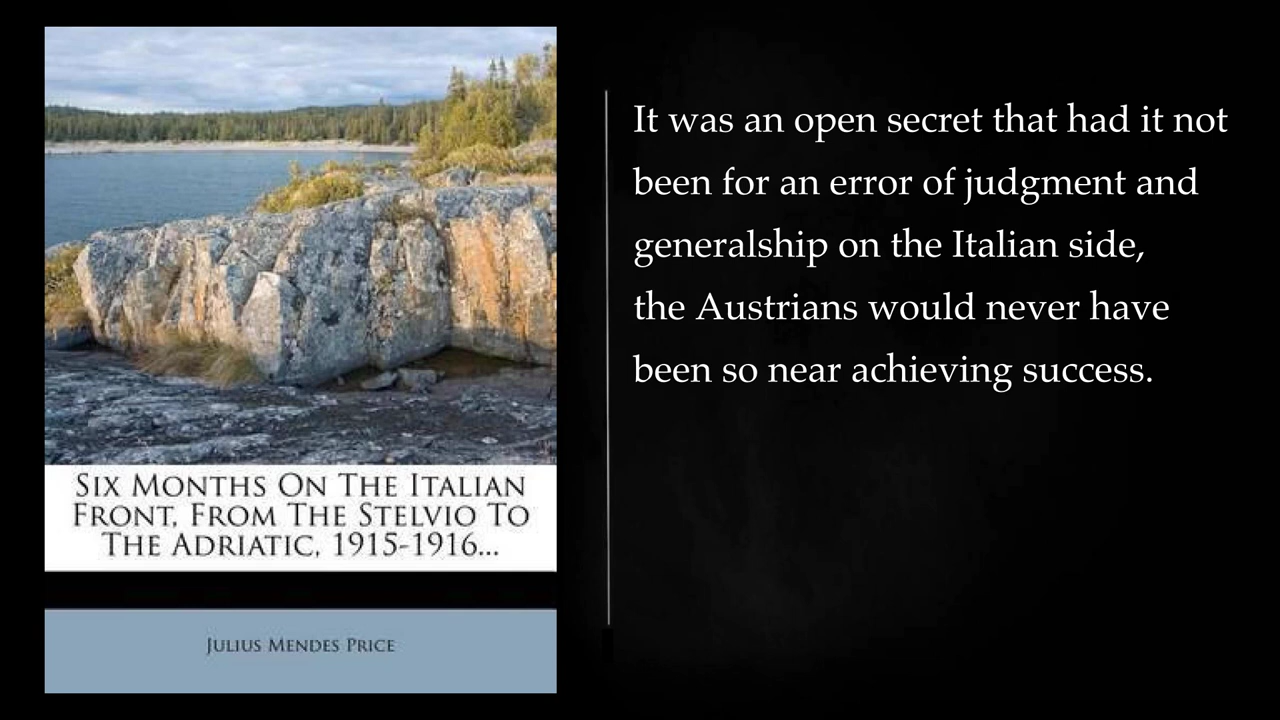 It was an open secret that had it not
been for an error of judgment and
generalship on the Italian side,
the Austrians would never have
been so near achieving success.
Six Months On The Italian
Front, From The Stelvio To
The Adriatic, 1915-1916...
Julius Mendes Price